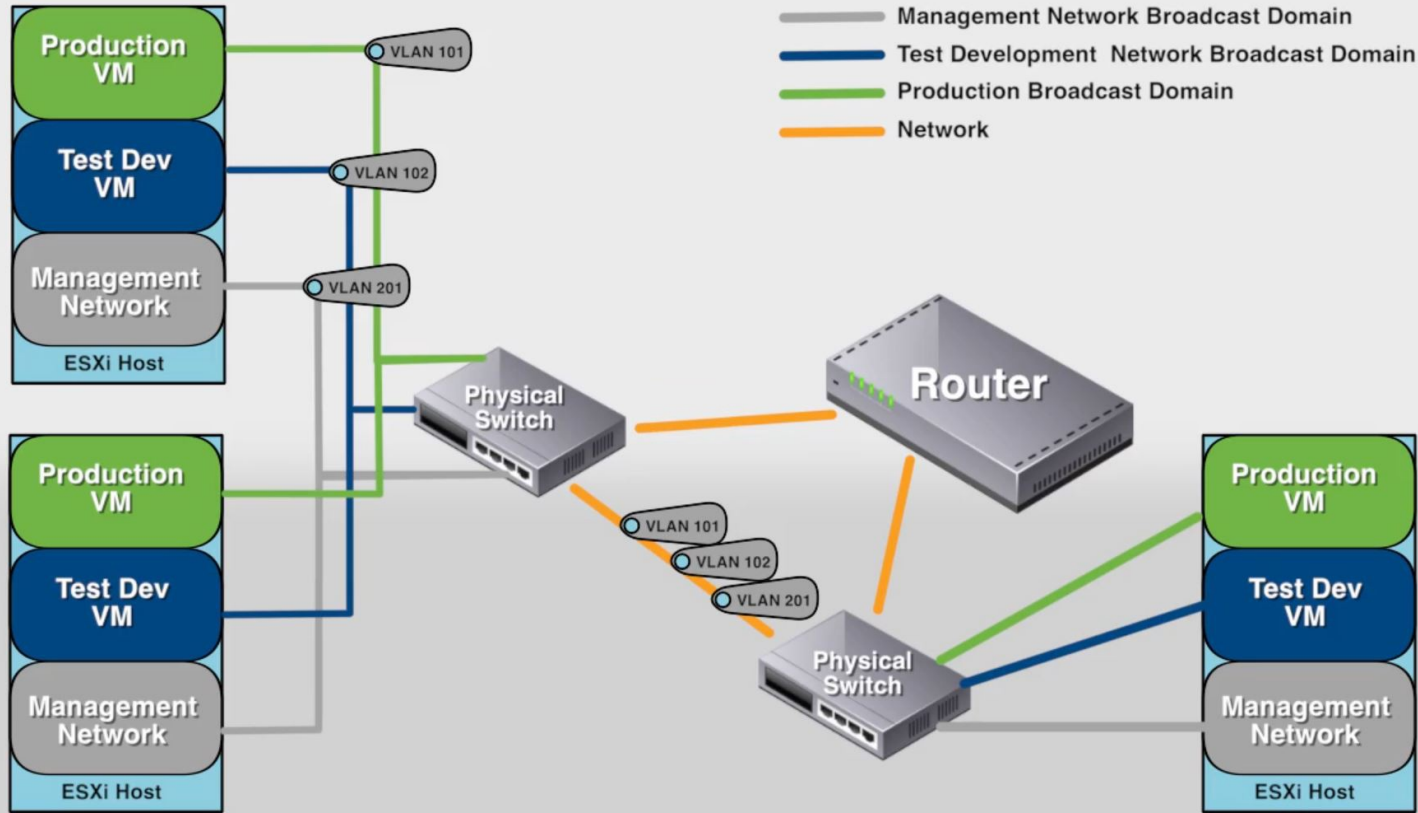 Management Network Broadcast Domain
Test Development Network Broadcast Domain
Production Broadcast Domain
Network
Production
VM
Test Dev
VM
Management
Network
ESXi Host
VLAN 101
VLAN 102
VLAN 201
Physical
Switch
Router
Production
VM
Test Dev
VM
Management
Network
ESXi Host
VLAN 101
VLAN 102
VLAN 201
Physical
Switch
Production
VM
Test Dev
VM
Management
Network
ESXi Host